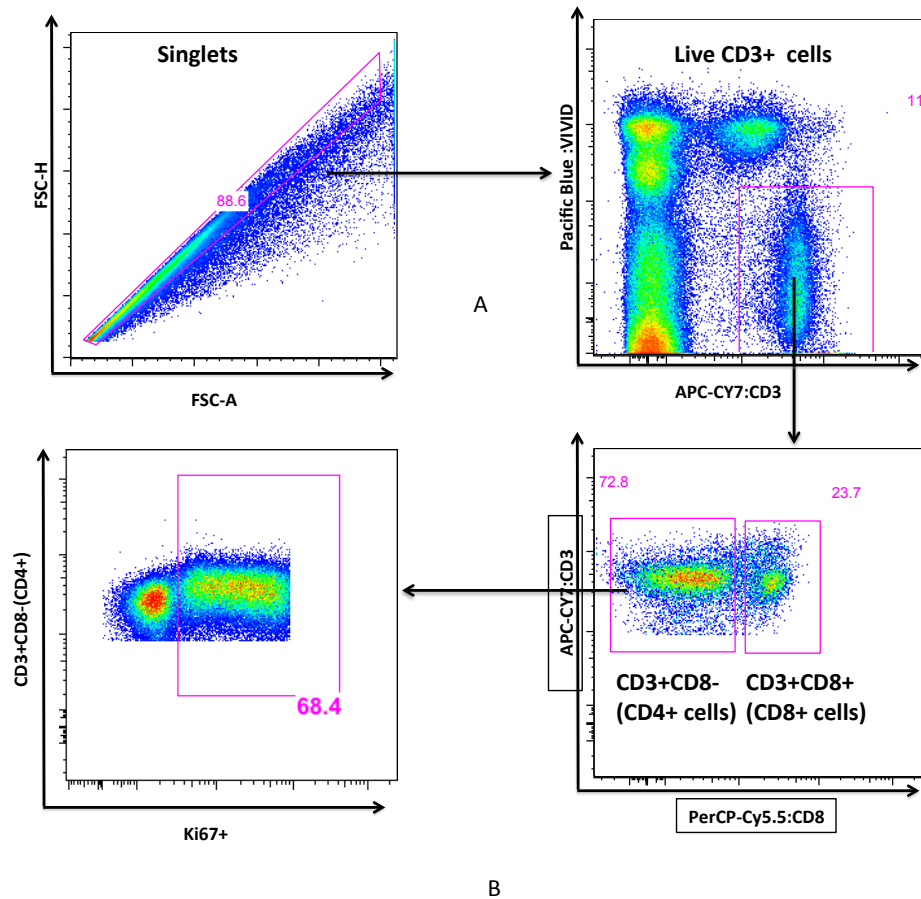 Singlets
FSC-H
88.6
FSC-A
Live CD3+ cells
11
Pacific Blue :VIVID
APC-CY7:CD3
A
CD3+CD8-(CD4+)
68.4
Ki67+
72.8
23.7
APC-CY7:CD3
CD3+CD8- CD3+CD8+
(CD4+ cells) (CD8+ cells)
PerCP-Cy5.5:CD8
B